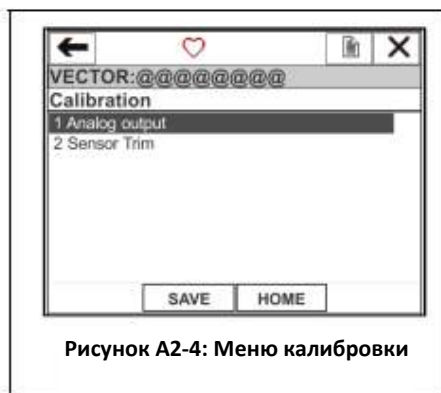 VECTOR:@@@@@@@@
Calibration
1 Analog output
2 Sensor Trim
SAVE HOME
Рисунок А2-4: Меню калибровки